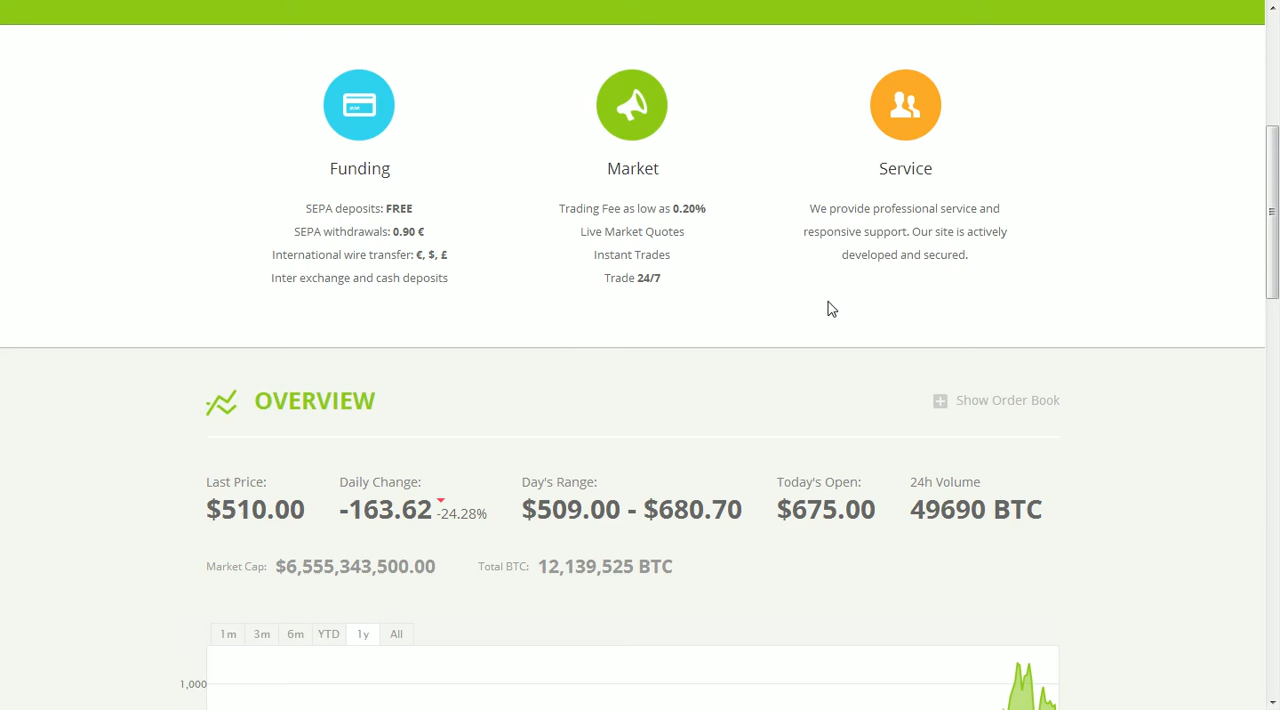 Funding
SEPA deposits: FREE
SEPA withdrawals: 0.90 €
International wire transfer: €, $, £
Inter exchange and cash deposits
Market
Trading Fee as low as 0.20%
Live Market Quotes
Instant Trades
Trade 24/7
Service
We provide professional service and
responsive support. Our site is actively
developed and secured.
OVERVIEW
Show Order Book
Last Price:
$510.00
Daily Change:
-163.62 -24.28%
Day's Range:
$509.00 - $680.70
Today's Open:
$675.00
24h Volume
49690 BTC
Market Cap: $6,555,343,500.00
Total BTC: 12,139,525 BTC
1m 3m 6m YTD 1y All
1,000